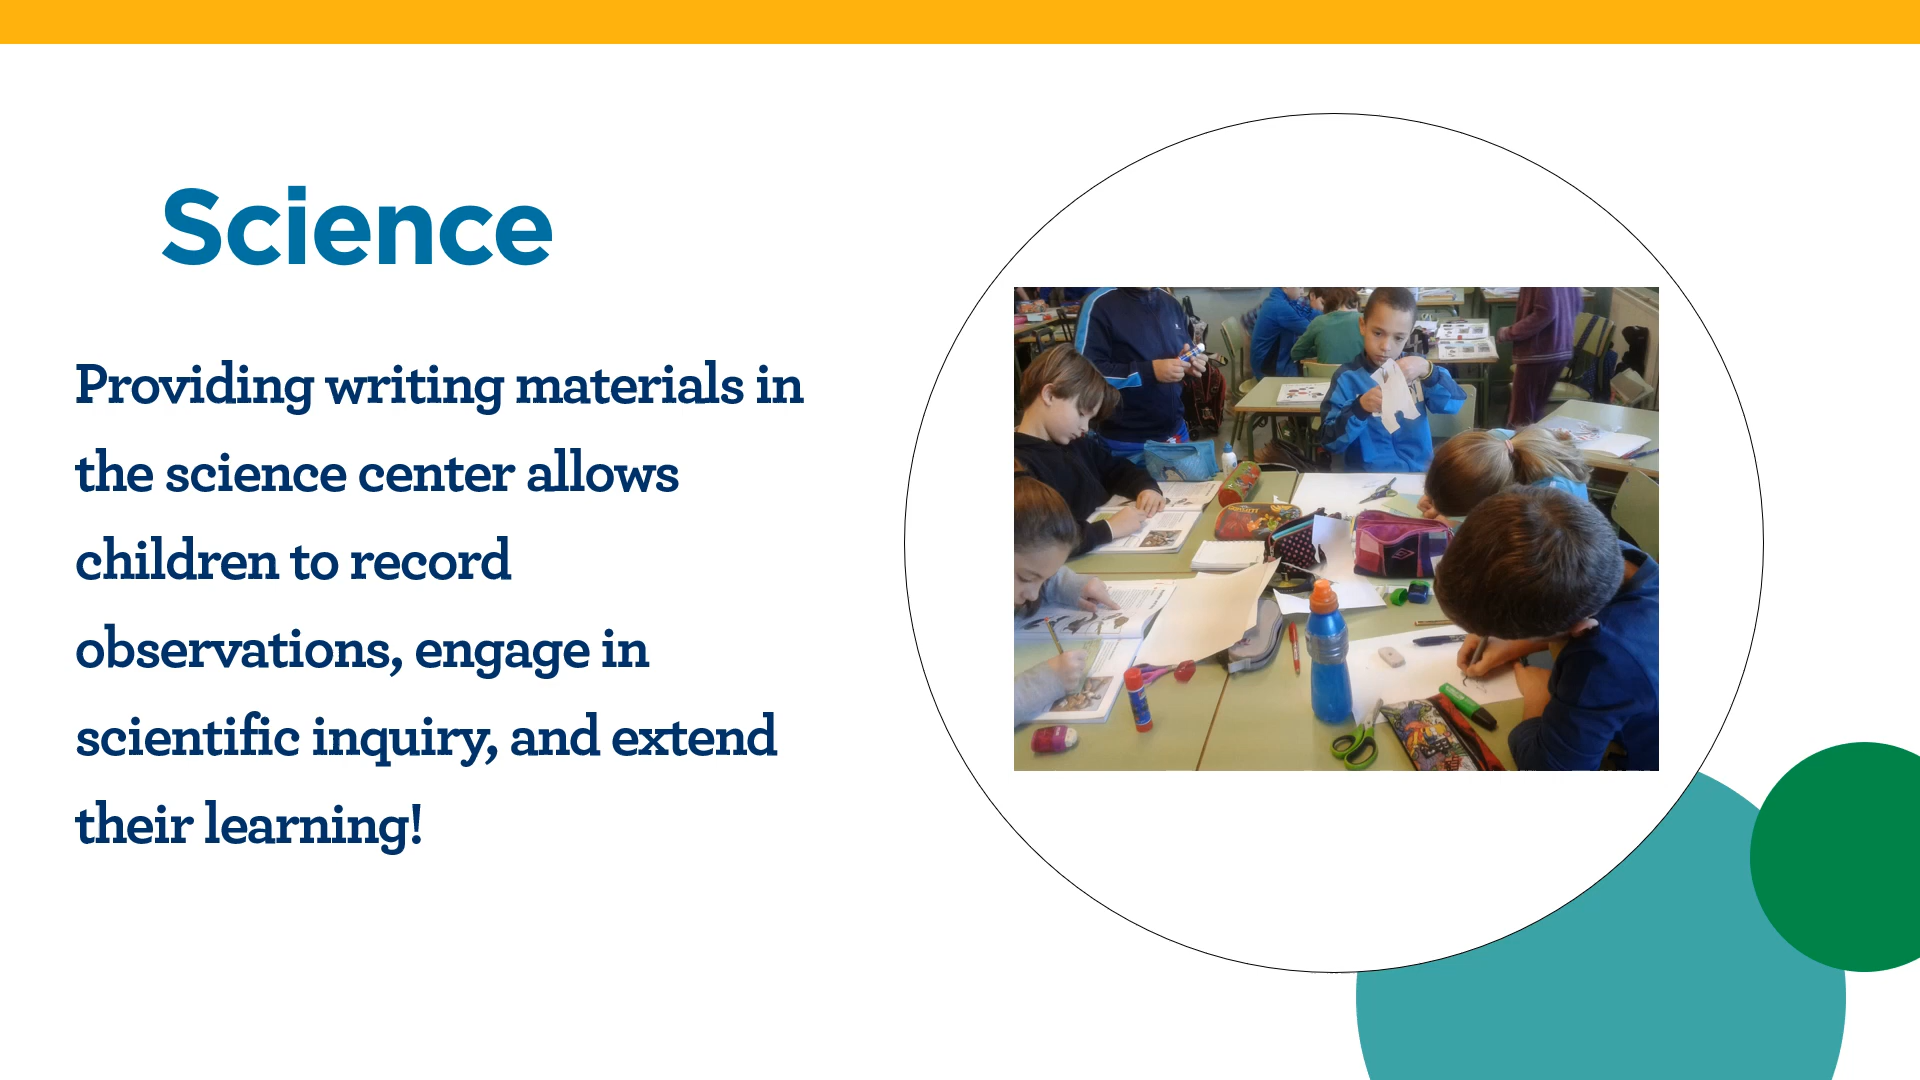 Science
Providing writing materials in
the science center allows
children to record
observations, engage in
scientific inquiry, and extend
their learning!